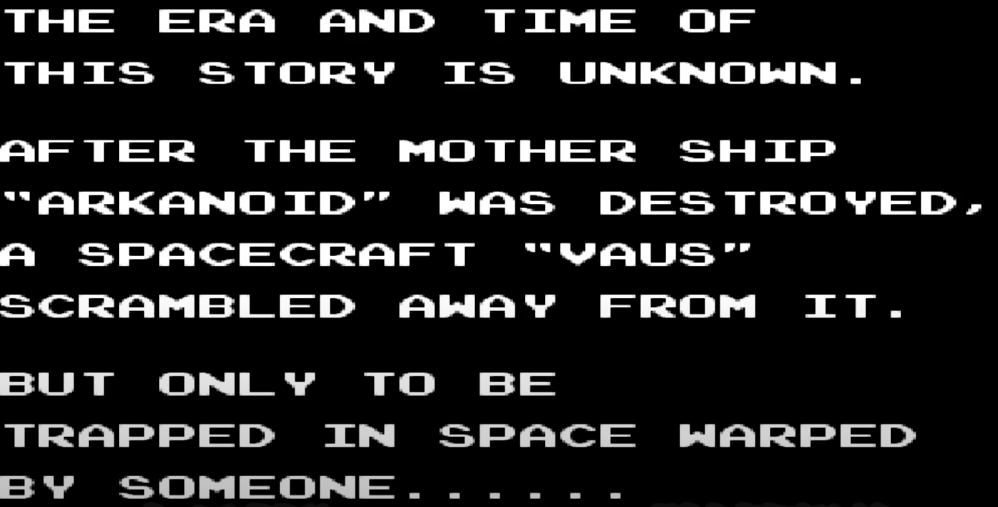 THE ERA AND TIME OF
THIS STORY IS UNKNOWN.
AFTER THE MOTHER SHIP
“ARKANOID” WAS DESTROYED,
A SPACECRAFT “VAUS”
SCRAMBLED AWAY FROM IT.
BUT ONLY TO BE
TRAPPED IN SPACE WARPED
BY SOMEONE......